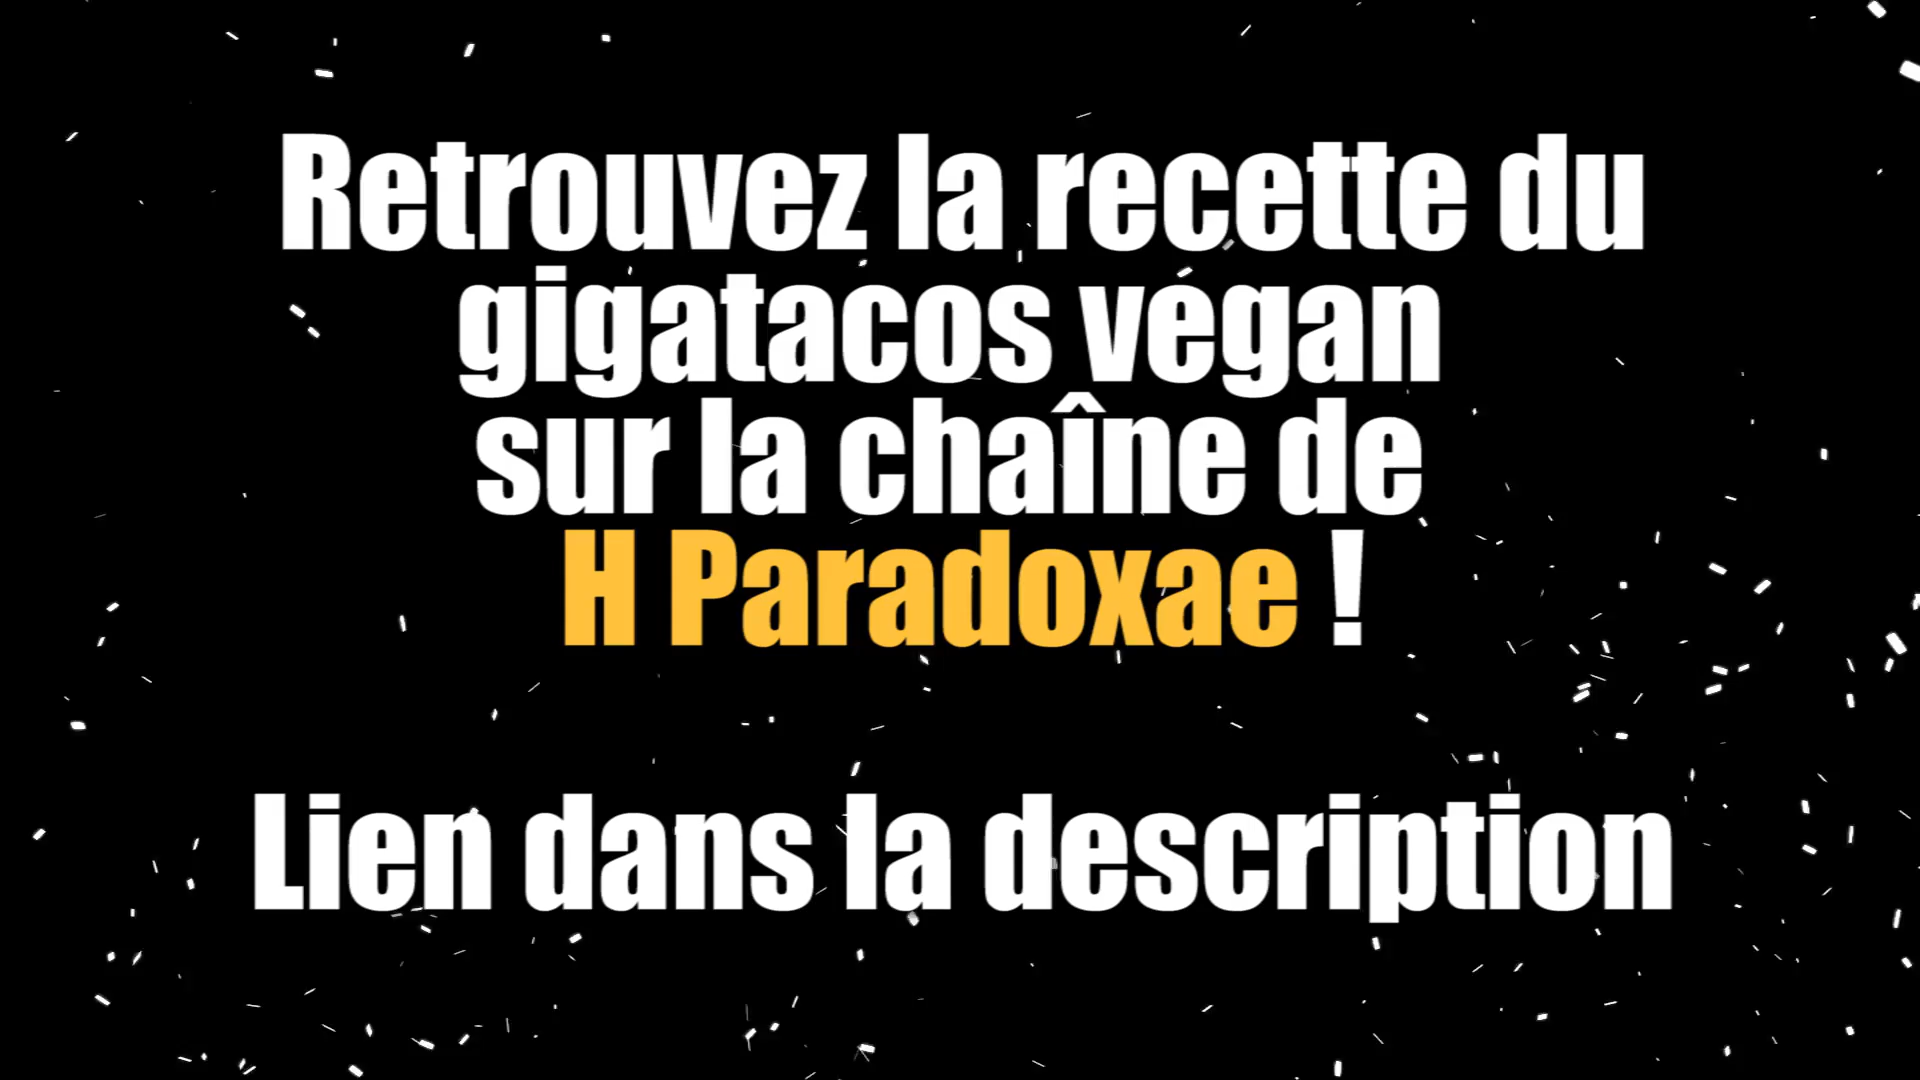 Retrouvez la recette du
gigatacos végan
sur la chaîne de
H Paradoxae !
Lien dans la description